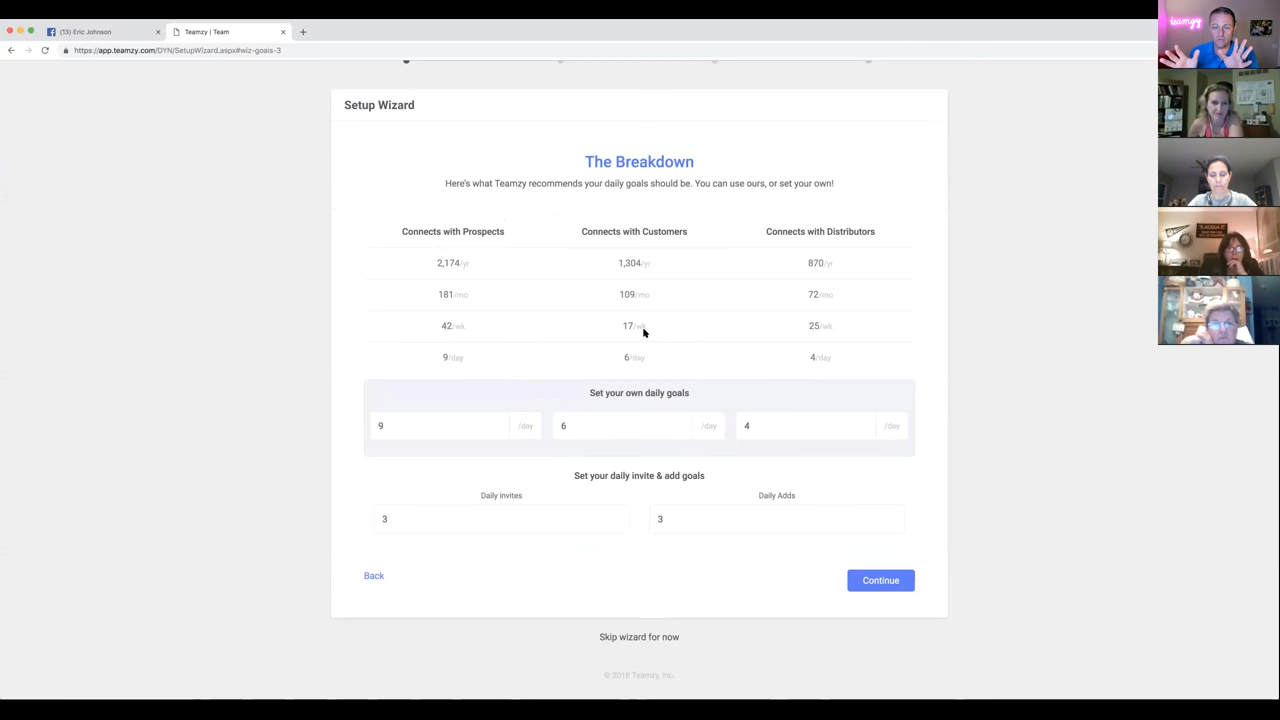 (13) Eric Johnson
Teamzy | Team
https://app.teamzy.com/DYN/SetupWizard.aspx#wiz-goals-3
teamzy
Setup Wizard
The Breakdown
Here's what Teamzy recommends your daily goals should be. You can use ours, or set your own!
Connects with Prospects Connects with Customers Connects with Distributors
2,174/yr 1,304/yr 870/yr
181/mo 109/mo 72/mo
42/wk 17/wk 25/wk
9/day 6/day 4/day
Set your own daily goals
9 /day 6 /day 4 /day
Set your daily invite & add goals
Daily invites Daily Adds
3 3
Back Continue
Skip wizard for now
© 2018 Teamzy, Inc.